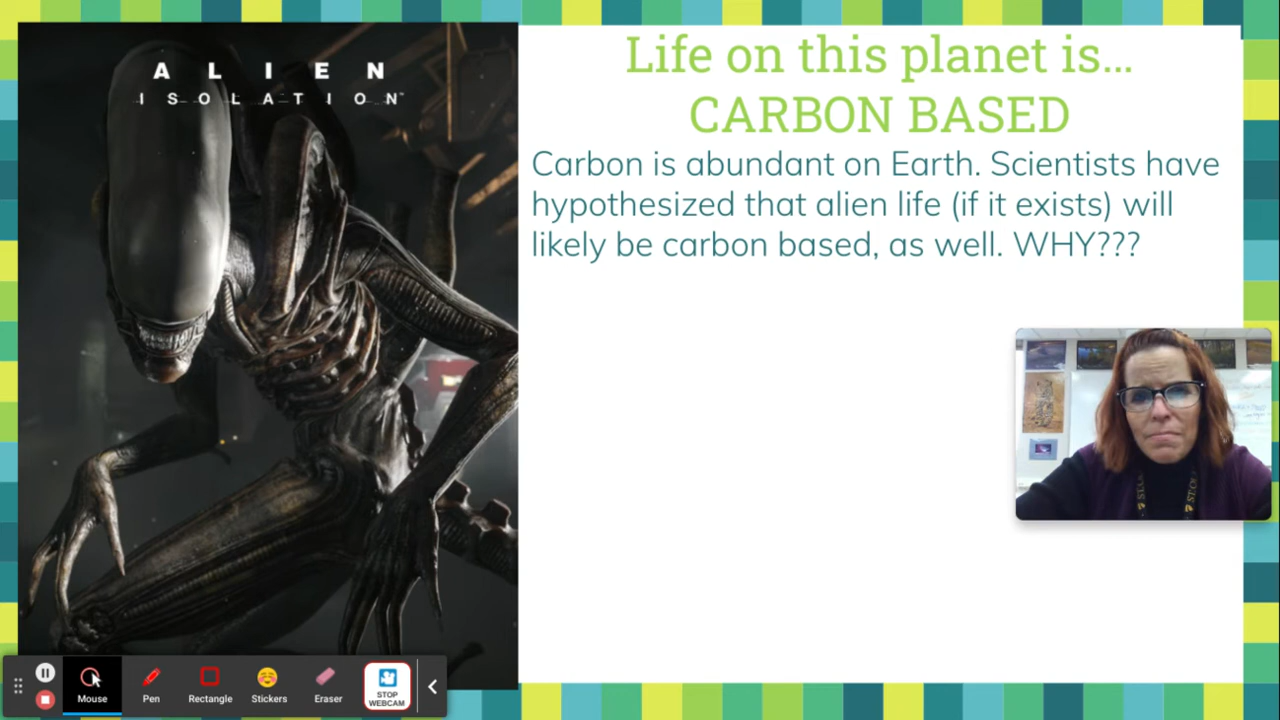 ALIEN
ISOLATION™
Life on this planet is...
CARBON BASED
Carbon is abundant on Earth. Scientists have
hypothesized that alien life (if it exists) will
likely be carbon based, as well. WHY???
Mouse
Pen
Rectangle
Stickers
Eraser
STOP
WEBCAM